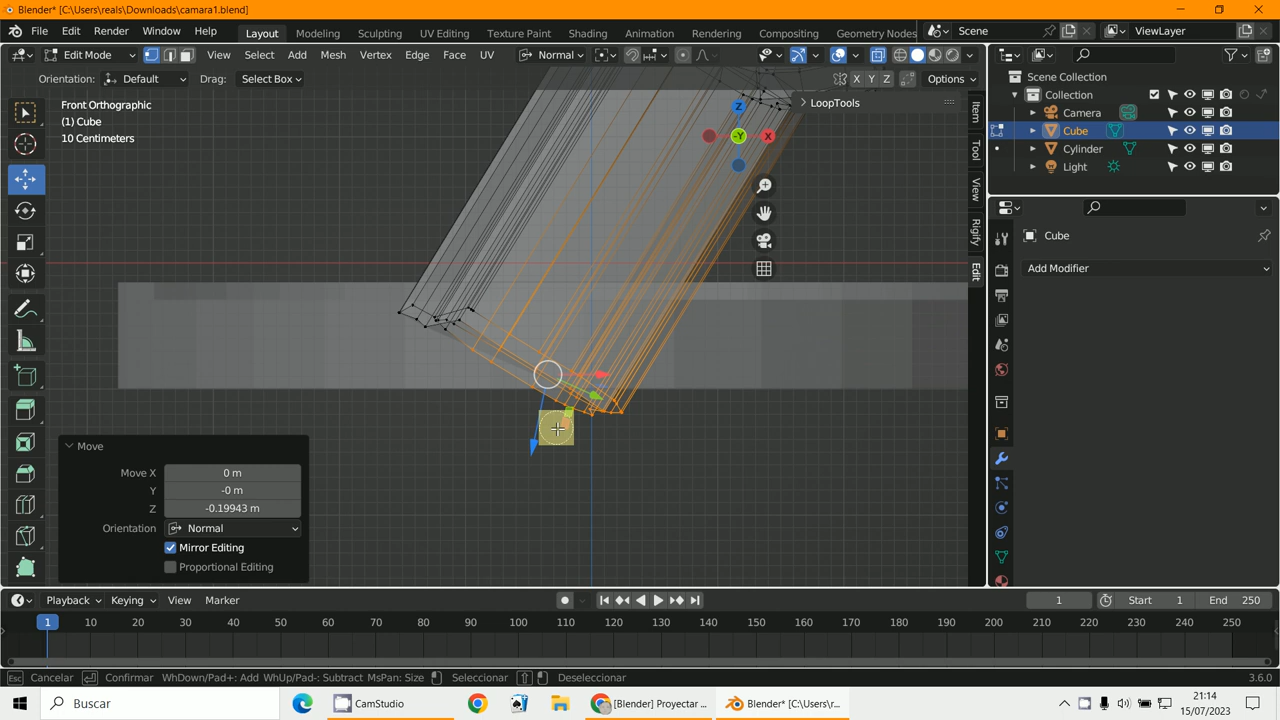 Blender* [C:\Users\reals\Downloads\camara1.blend]
File Edit Render Window Help Layout Modeling Sculpting UV Editing Texture Paint Shading Animation Rendering Compositing Geometry Nodes Scene ViewLayer
Edit Mode View Select Add Mesh Vertex Edge Face UV Normal
Orientation: Default Drag: Select Box X Y Z Options
Front Orthographic
(1) Cube
10 Centimeters
LoopTools
Z
-Y X
Item
Tool
View
Rigify
Edit
Scene Collection
Collection
Camera
Cube
Cylinder
Light
Cube
Add Modifier
Move
Move X 0 m
Y -0 m
Z -0.19943 m
Orientation Normal
Mirror Editing
Proportional Editing
Playback Keying View Marker 1 Start 1 End 250
1 10 20 30 40 50 60 70 80 90 100 110 120 130 140 150 160 170 180 190 200 210 220 230 240 250
Esc Cancelar Confirmar WhDown/Pad+: Add WhUp/Pad-: Subtract MsPan: Size Seleccionar Deseleccionar 3.6.0
Buscar CamStudio [Blender] Proyectar ... Blender* [C:\Users\r... 21:14
15/07/2023